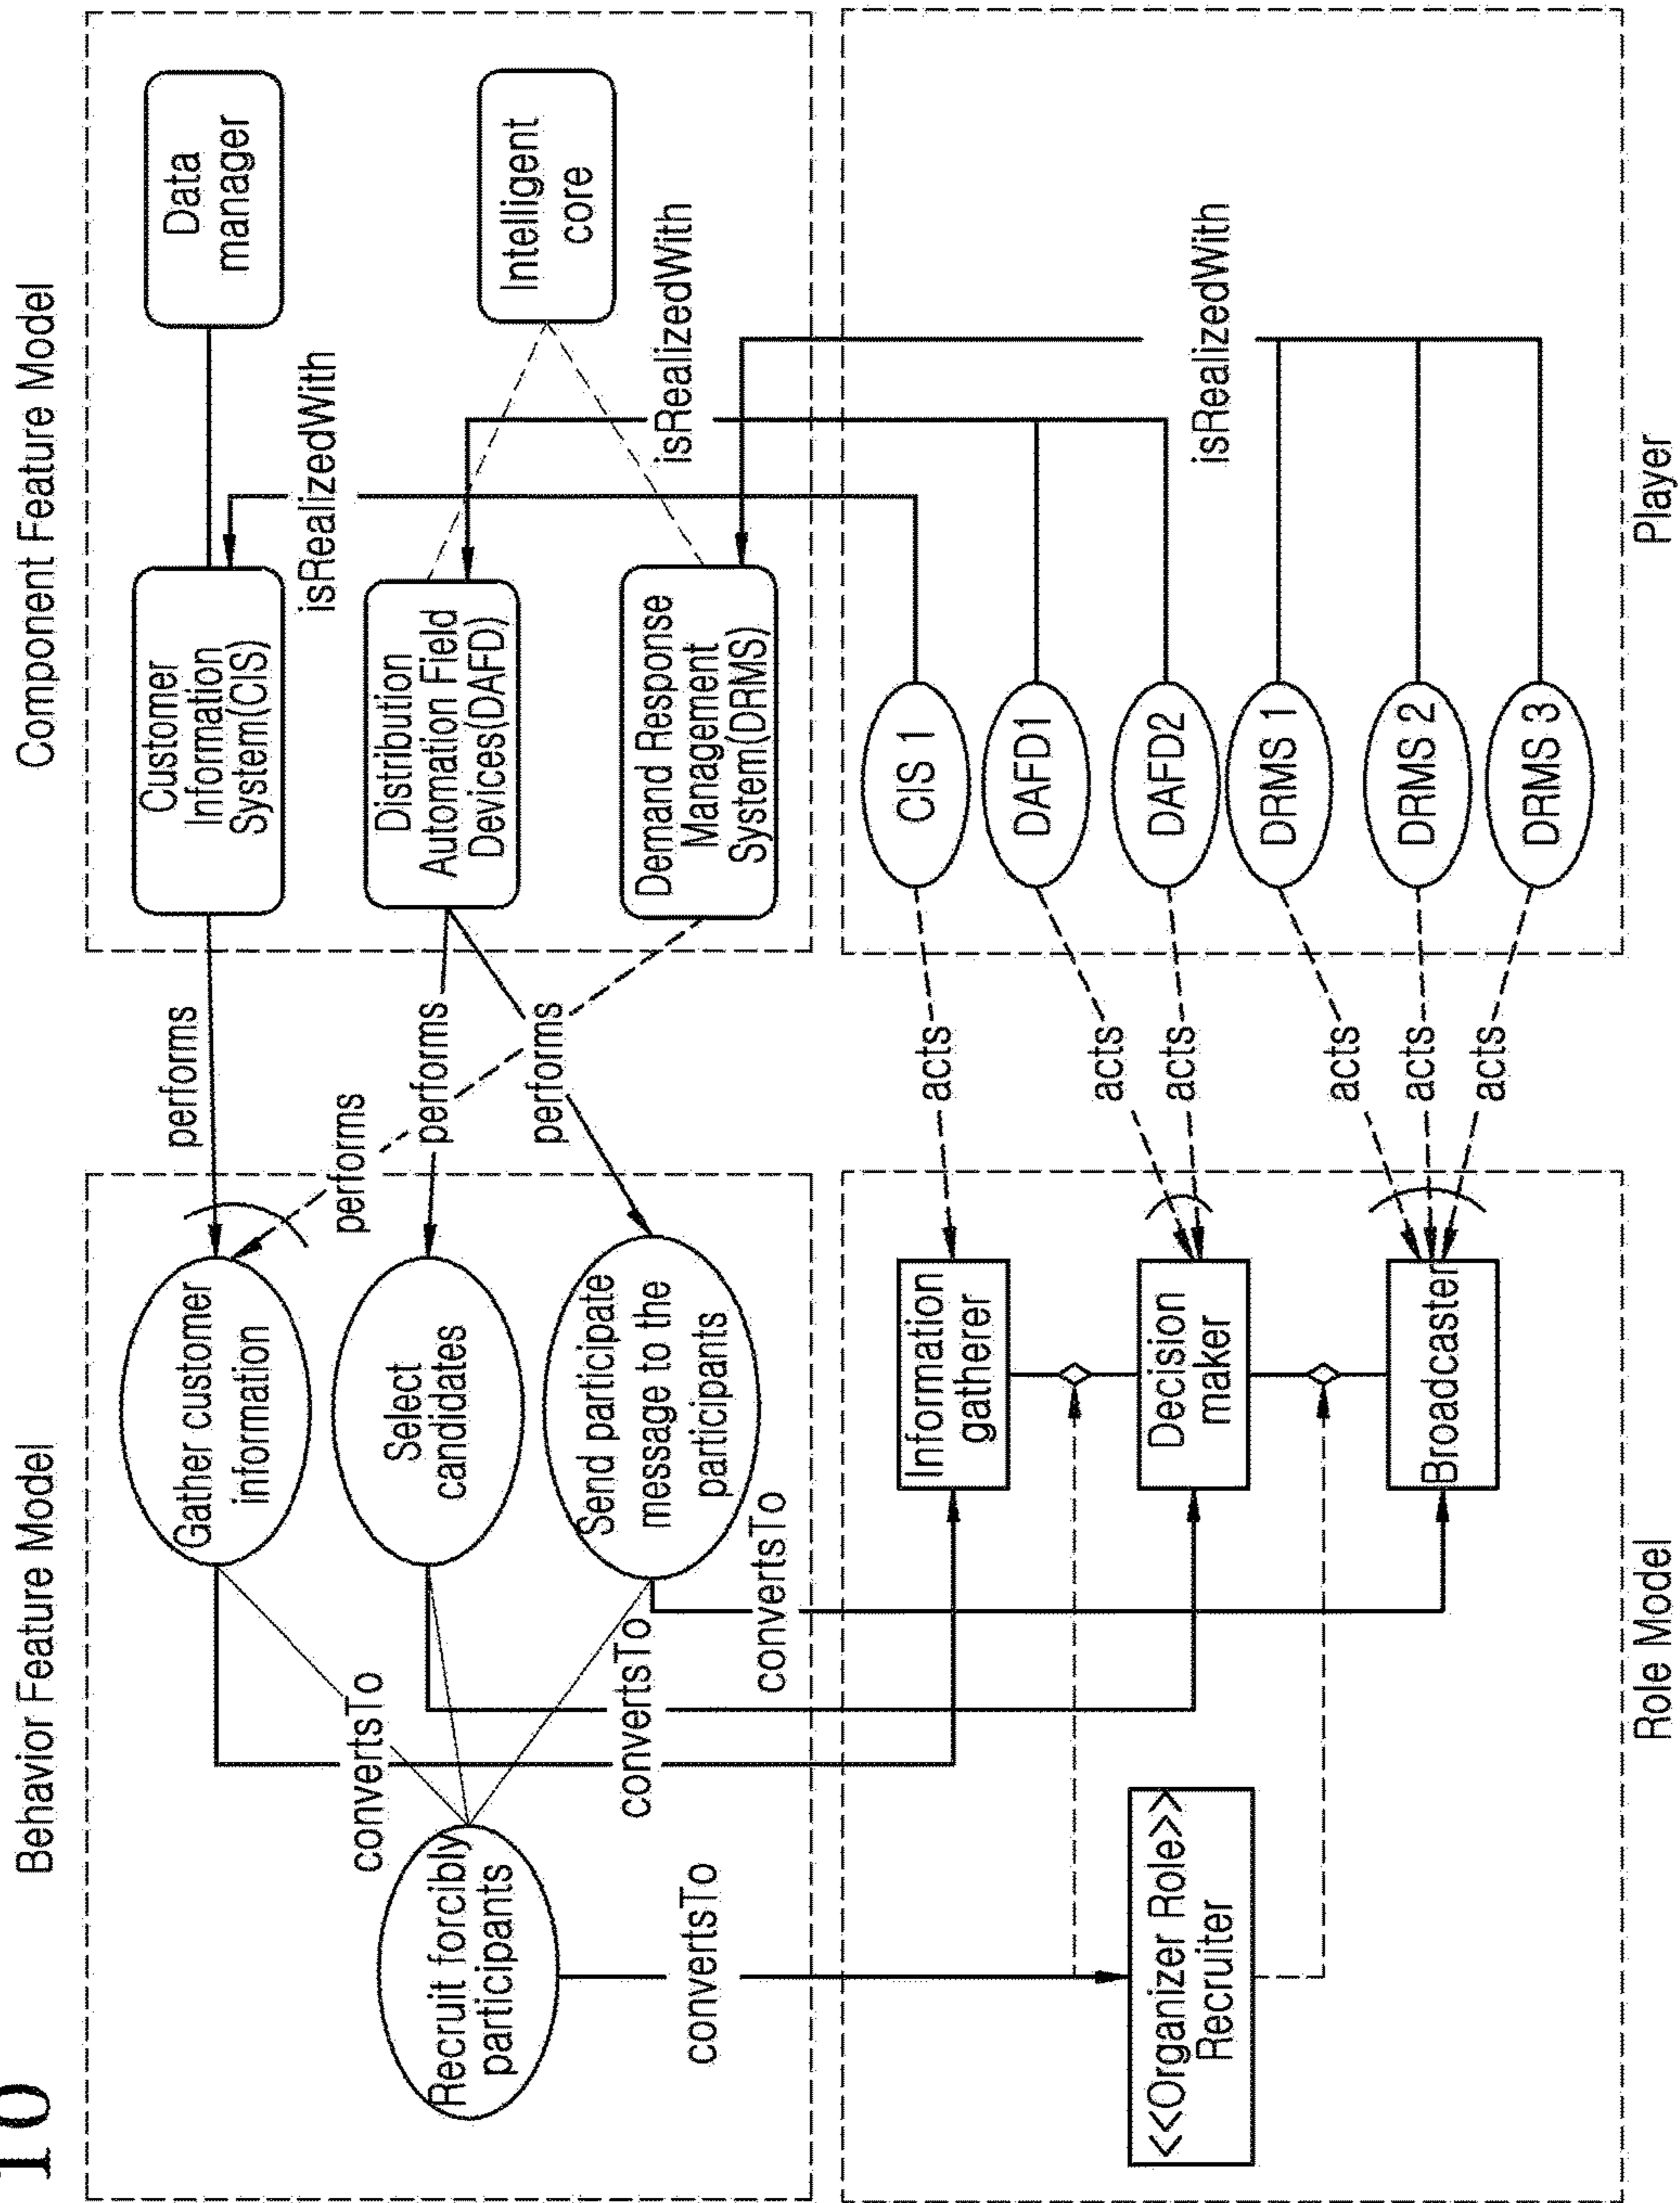 10
Behavior Feature Model
Component Feature Model
Recruit forcibly
participants
Gather customer
information
Select
candidates
Send participate
message to the
participants
convertsTo
convertsTo
convertsTo
convertsTo
performs
performs
performs
performs
Customer
Information
System(CIS)
Distribution
Automation Field
Devices(DAFD)
Demand Response
Management
System(DRMS)
Data
manager
Intelligent
core
isRealizedWith
isRealizedWith
isRealizedWith
<<Organizer Role>>
Recruiter
Information
gatherer
Decision
maker
Broadcaster
acts
acts
acts
acts
acts
acts
CIS 1
DAFD1
DAFD2
DRMS 1
DRMS 2
DRMS 3
Role Model
Player